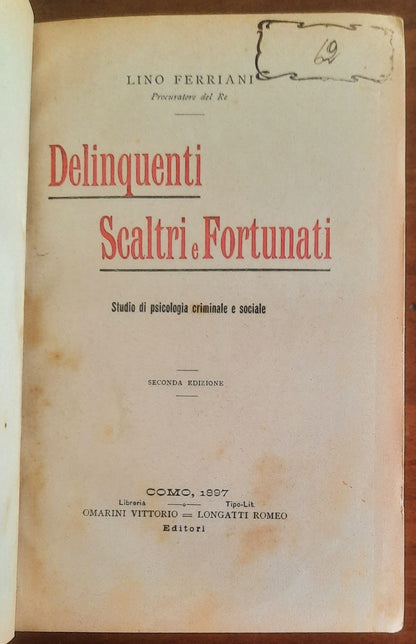 62
LINO FERRIANI
Procuratore del Re
Delinquenti
Scaltri e Fortunati
Studio di psicologia criminale e sociale
SECONDA EDIZIONE
COMO, 1897
Libreria Tipo-Lit.
OMARINI VITTORIO = LONGATTI ROMEO
Editori